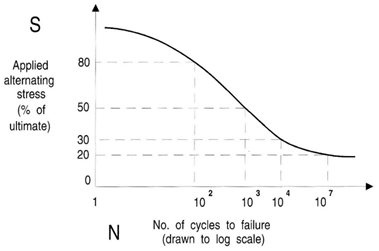 S
Applied
alternating
stress
(% of
ultimate)
80
50
30
20
0
1
10 2
10 3
10 4
10 7
N
No. of cycles to failure
(drawn to log scale)